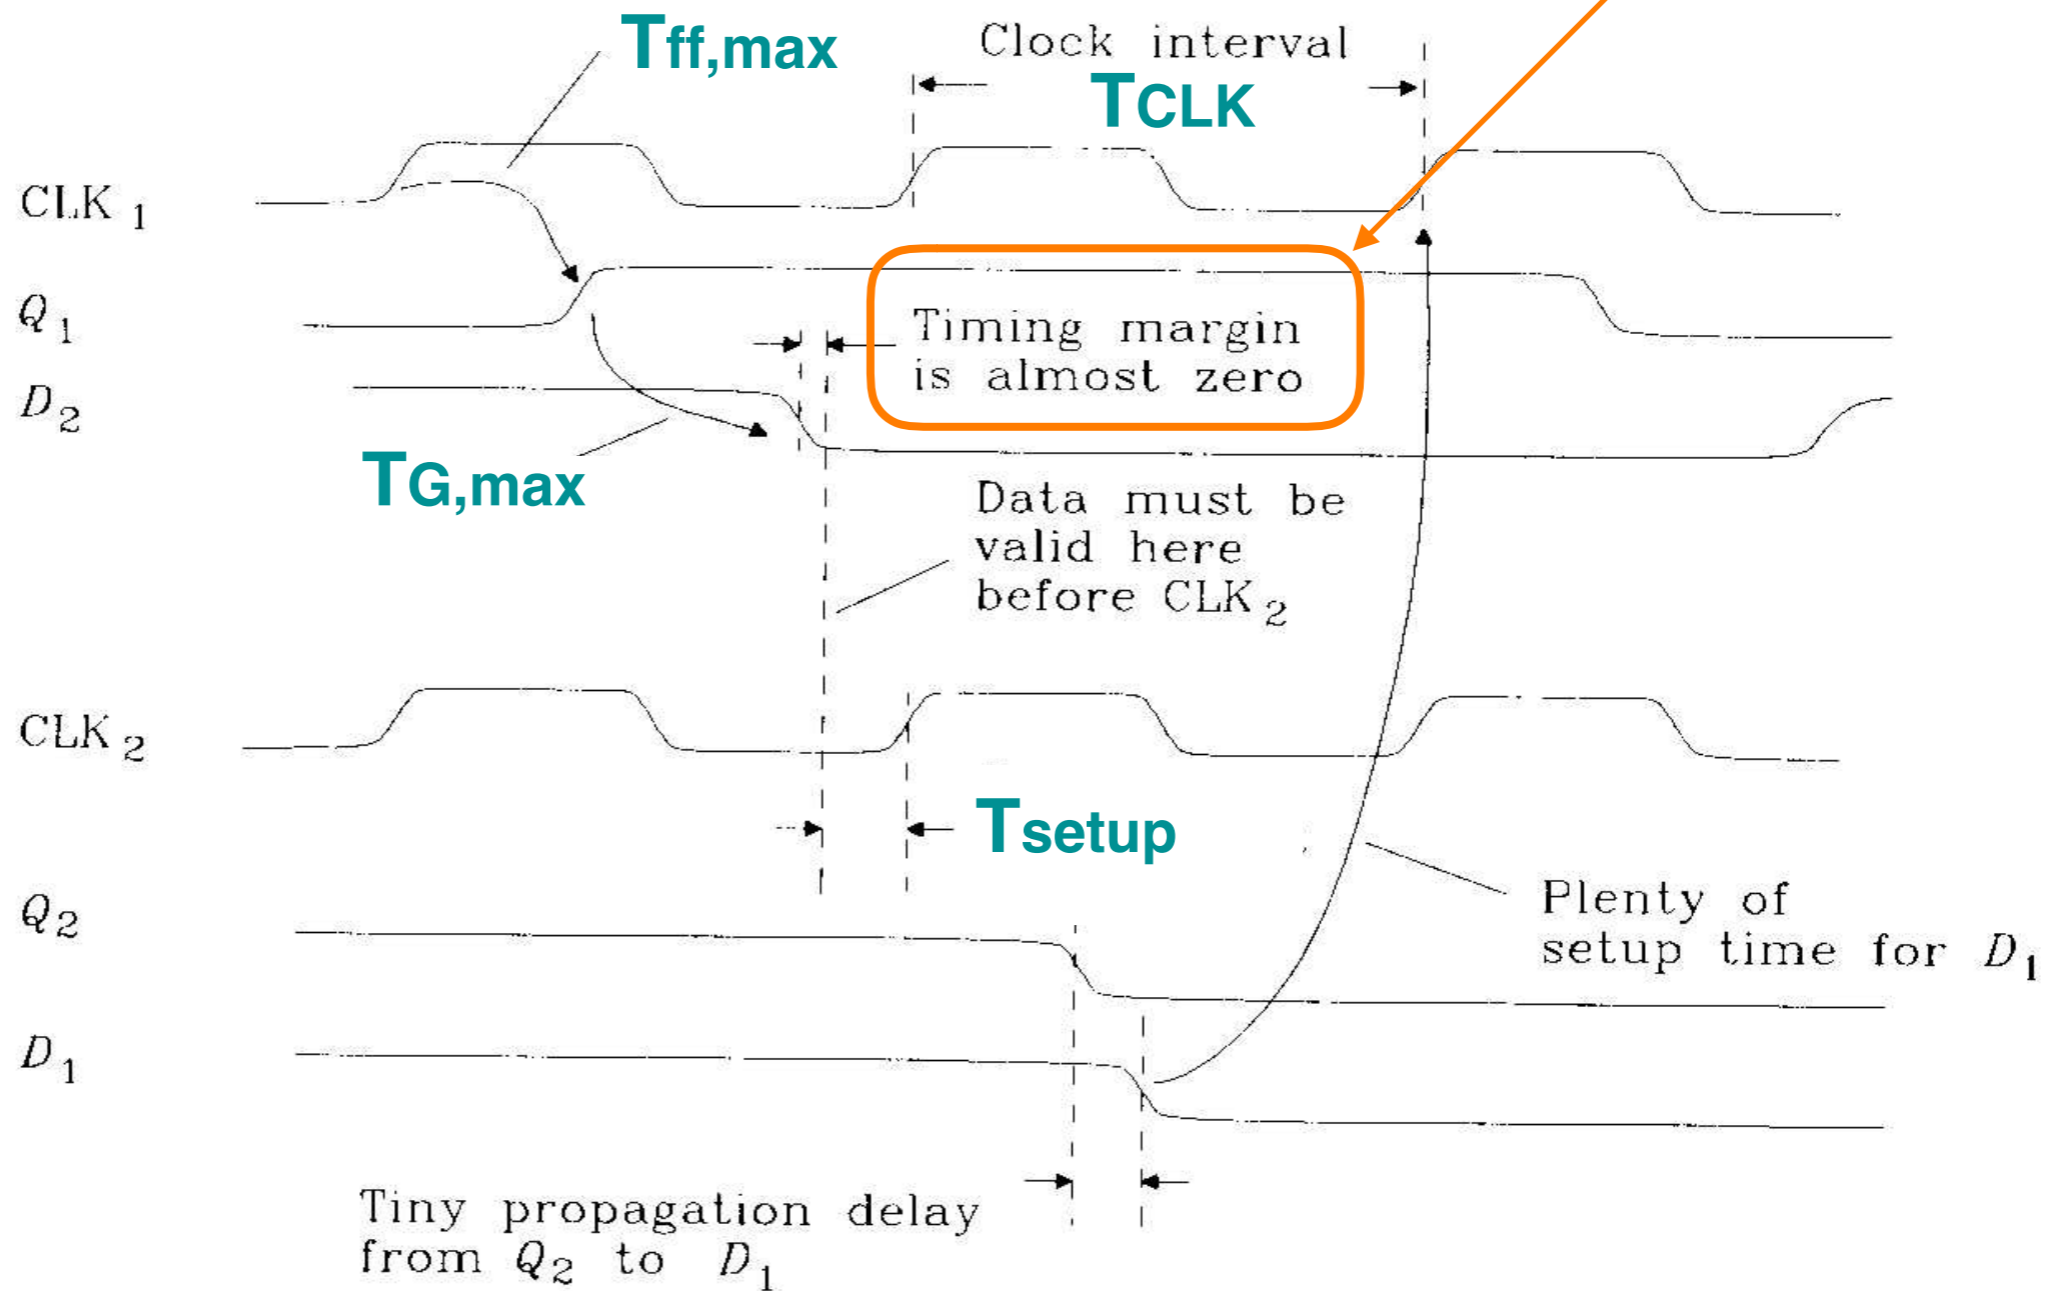 Tff,max
Clock interval
TCLK
CLK1
Q1
Timing margin
is almost zero
D2
TG,max
Data must be
valid here
before CLK2
CLK2
Tsetup
Q2
Plenty of
setup time for D1
D1
Tiny propagation delay
from Q2 to D1